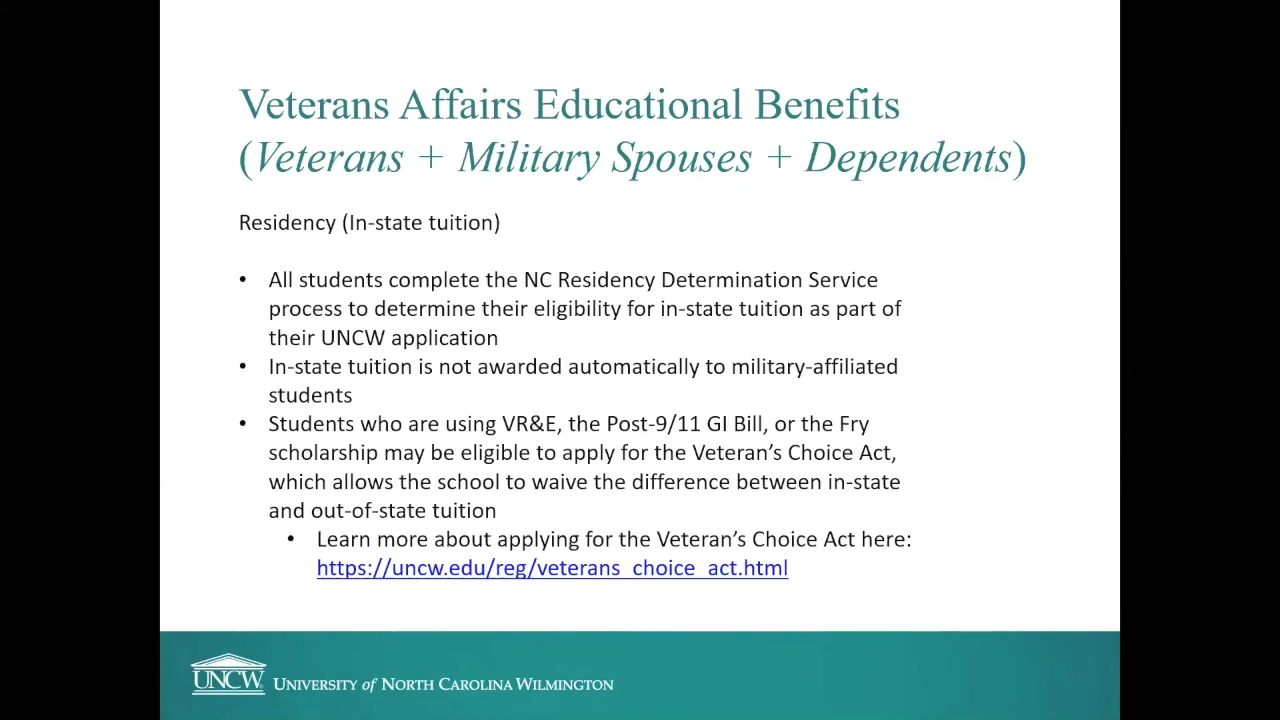 Veterans Affairs Educational Benefits
(Veterans + Military Spouses + Dependents)
Residency (In-state tuition)
• All students complete the NC Residency Determination Service
process to determine their eligibility for in-state tuition as part of
their UNCW application
• In-state tuition is not awarded automatically to military-affiliated
students
• Students who are using VR&E, the Post-9/11 GI Bill, or the Fry
scholarship may be eligible to apply for the Veteran’s Choice Act,
which allows the school to waive the difference between in-state
and out-of-state tuition
• Learn more about applying for the Veteran’s Choice Act here:
https://uncw.edu/reg/veterans_choice_act.html
UNCW UNIVERSITY of NORTH CAROLINA WILMINGTON